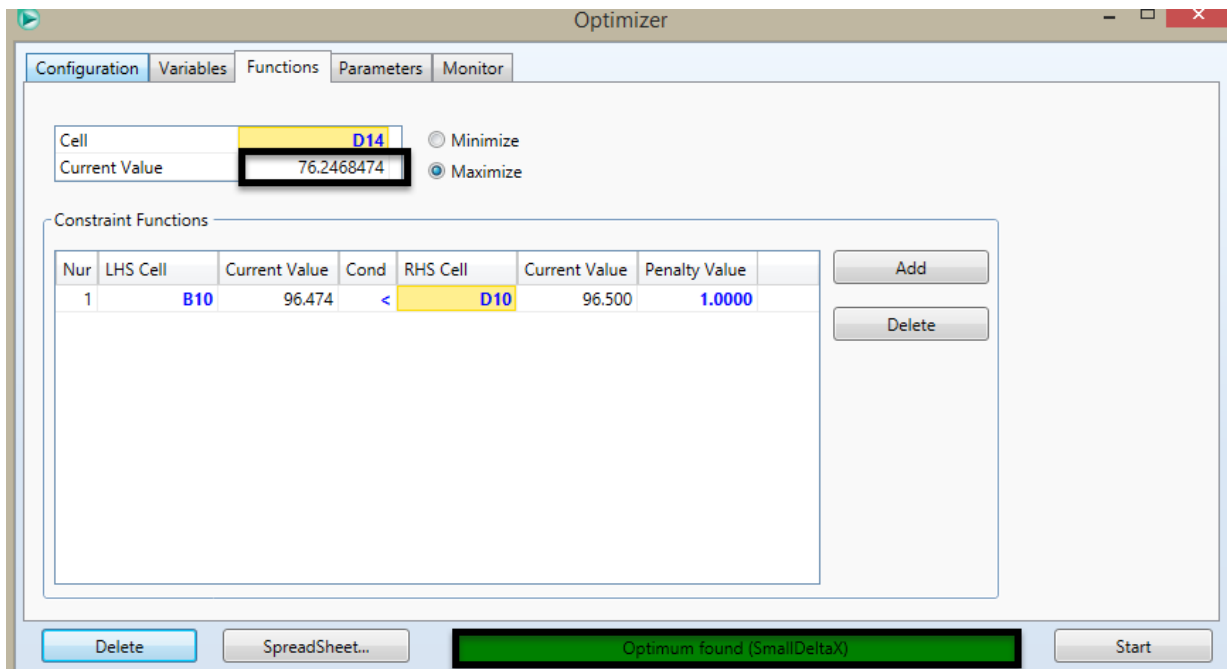 Optimizer
Configuration Variables Functions Parameters Monitor
Cell D14 Minimize
Current Value 76.2468474 Maximize
Constraint Functions
Nur LHS Cell Current Value Cond RHS Cell Current Value Penalty Value Add
1 B10 96.474 < D10 96.500 1.0000
Delete
Delete SpreadSheet... Optimum found (SmallDeltaX) Start